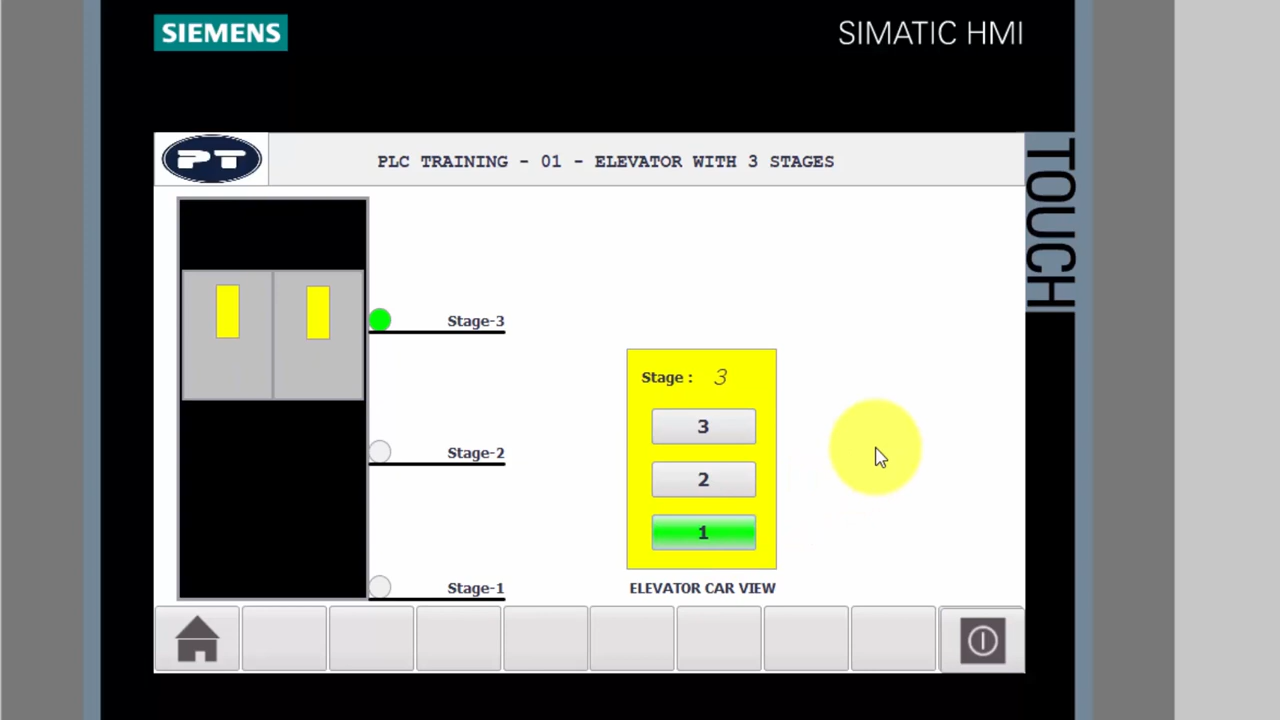 SIEMENS
SIMATIC HMI
TOUCH
PT
PLC TRAINING - 01 - ELEVATOR WITH 3 STAGES
Stage-3
Stage-2
Stage-1
Stage : 3
3
2
1
ELEVATOR CAR VIEW